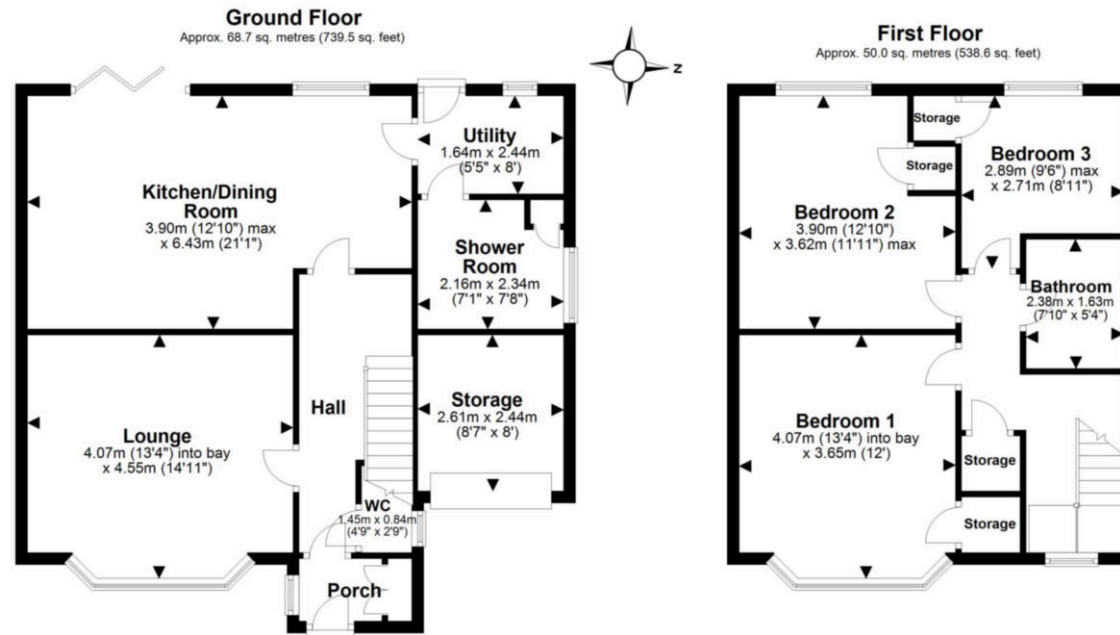 Ground Floor
Approx. 68.7 sq. metres (739.5 sq. feet)
Z
Utility
1.64m x 2.44m
(5'5" x 8')
Kitchen/Dining
Room
3.90m (12'10") max
x 6.43m (21'1")
Shower
Room
2.16m x 2.34m
(7'1" x 7'8")
Hall
Storage
2.61m x 2.44m
(8'7" x 8')
Lounge
4.07m (13'4") into bay
x 4.55m (14'11")
WC
1.45m x 0.84m
(4'9" x 2'9")
Porch
First Floor
Approx. 50.0 sq. metres (538.6 sq. feet)
Storage
Storage
Bedroom 3
2.89m (9'6") max
x 2.71m (8'11")
Bedroom 2
3.90m (12'10")
x 3.62m (11'11") max
Bathroom
2.38m x 1.63m
(7'10" x 5'4")
Bedroom 1
4.07m (13'4") into bay
x 3.65m (12')
Storage
Storage